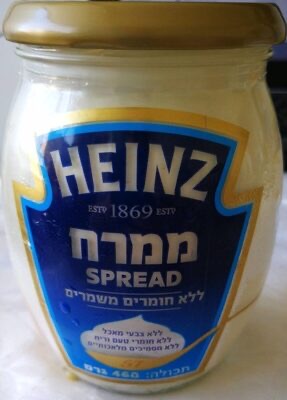 HEINZ
ESTD 1869 ESTD
ממרח
SPREAD
ללא חומרים משמרים
ללא צבעי מאכל
ללא חומרי טעם וריח
ללא מסמיכים מלאכותיים
תכולה: 460 גרם